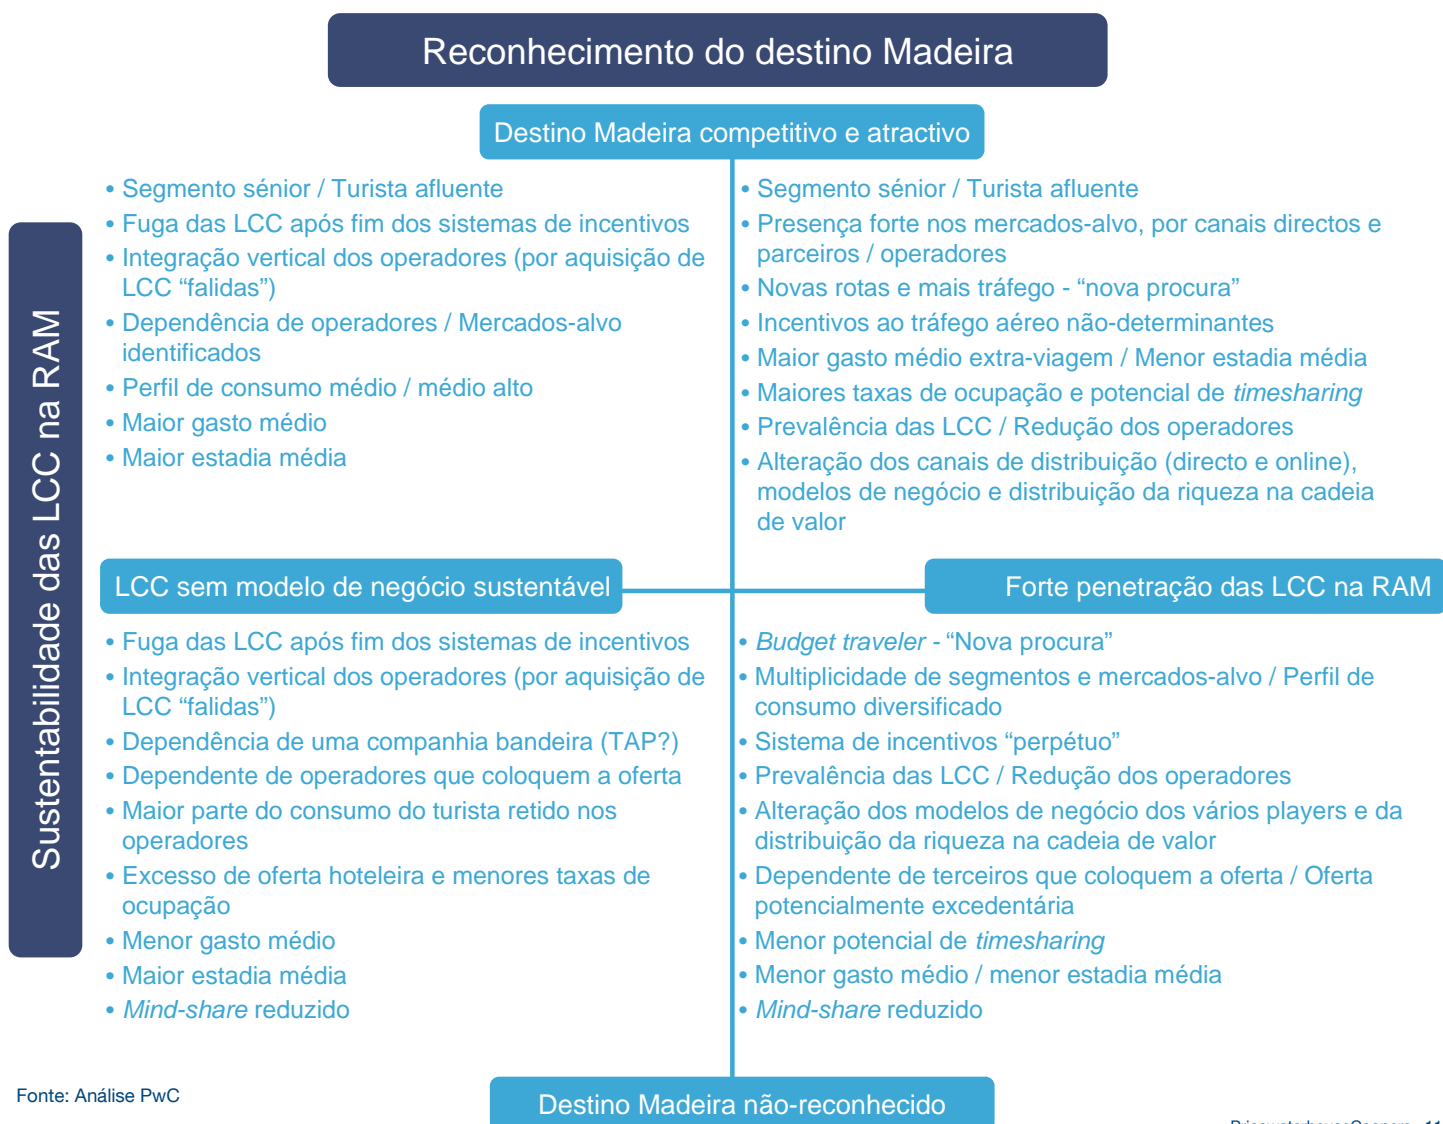 Reconhecimento do destino Madeira
Destino Madeira competitivo e atractivo
Sustentabilidade das LCC na RAM
• Segmento sénior / Turista afluente
• Fuga das LCC após fim dos sistemas de incentivos
• Integração vertical dos operadores (por aquisição de
LCC “falidas”)
• Dependência de operadores / Mercados-alvo
identificados
• Perfil de consumo médio / médio alto
• Maior gasto médio
• Maior estadia média
• Segmento sénior / Turista afluente
• Presença forte nos mercados-alvo, por canais directos e
parceiros / operadores
• Novas rotas e mais tráfego - “nova procura”
• Incentivos ao tráfego aéreo não-determinantes
• Maior gasto médio extra-viagem / Menor estadia média
• Maiores taxas de ocupação e potencial de timesharing
• Prevalência das LCC / Redução dos operadores
• Alteração dos canais de distribuição (directo e online),
modelos de negócio e distribuição da riqueza na cadeia
de valor
LCC sem modelo de negócio sustentável
Forte penetração das LCC na RAM
• Fuga das LCC após fim dos sistemas de incentivos
• Integração vertical dos operadores (por aquisição de
LCC “falidas”)
• Dependência de uma companhia bandeira (TAP?)
• Dependente de operadores que coloquem a oferta
• Maior parte do consumo do turista retido nos
operadores
• Excesso de oferta hoteleira e menores taxas de
ocupação
• Menor gasto médio
• Maior estadia média
• Mind-share reduzido
• Budget traveler - “Nova procura”
• Multiplicidade de segmentos e mercados-alvo / Perfil de
consumo diversificado
• Sistema de incentivos “perpétuo”
• Prevalência das LCC / Redução dos operadores
• Alteração dos modelos de negócio dos vários players e da
distribuição da riqueza na cadeia de valor
• Dependente de terceiros que coloquem a oferta / Oferta
potencialmente excedentária
• Menor potencial de timesharing
• Menor gasto médio / menor estadia média
• Mind-share reduzido
Fonte: Análise PwC
Destino Madeira não-reconhecido